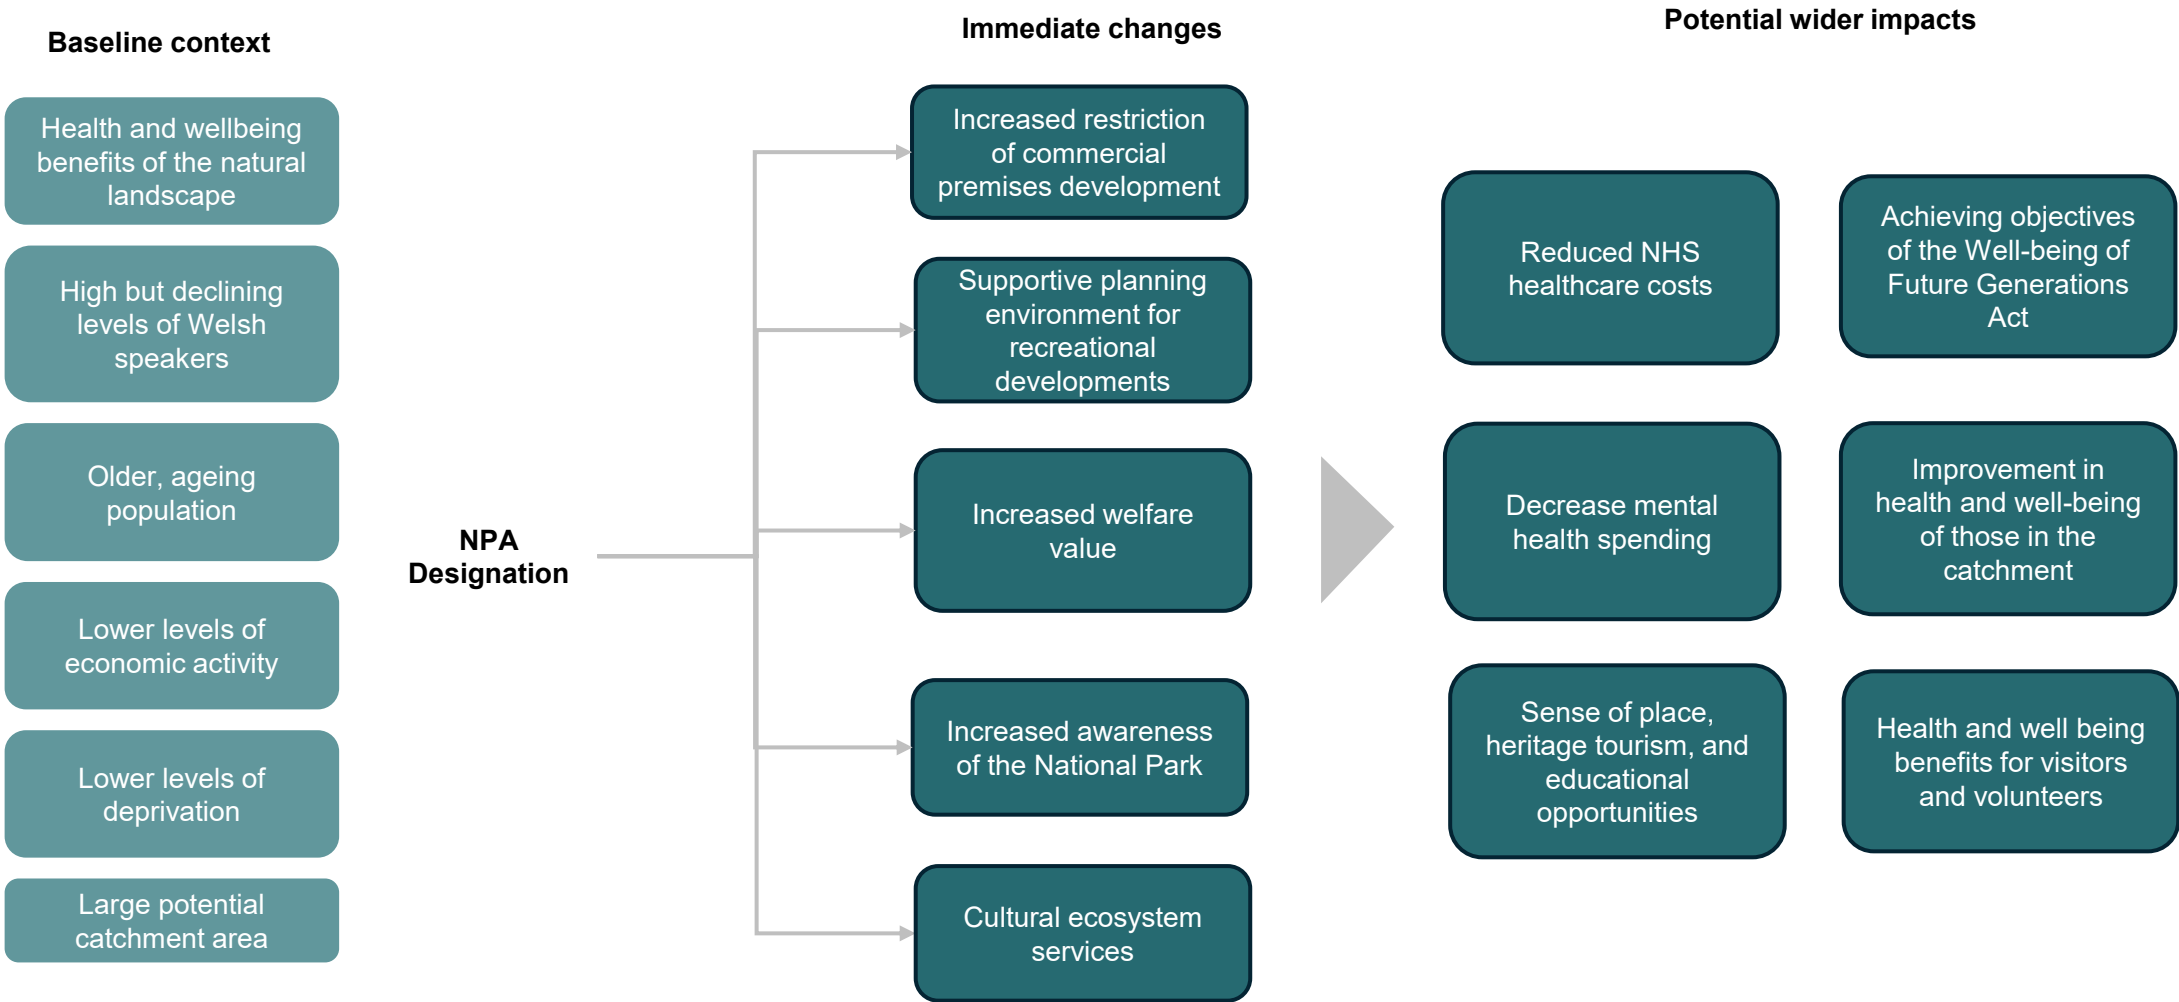 Baseline context
Health and wellbeing
benefits of the natural
landscape
High but declining
levels of Welsh
speakers
Older, ageing
population
Lower levels of
economic activity
Lower levels of
deprivation
Large potential
catchment area
NPA
Designation
Immediate changes
Increased restriction
of commercial
premises development
Supportive planning
environment for
recreational
developments
Increased welfare
value
Increased awareness
of the National Park
Cultural ecosystem
services
Potential wider impacts
Reduced NHS
healthcare costs
Achieving objectives
of the Well-being of
Future Generations
Act
Decrease mental
health spending
Improvement in
health and well-being
of those in the
catchment
Sense of place,
heritage tourism, and
educational
opportunities
Health and well being
benefits for visitors
and volunteers